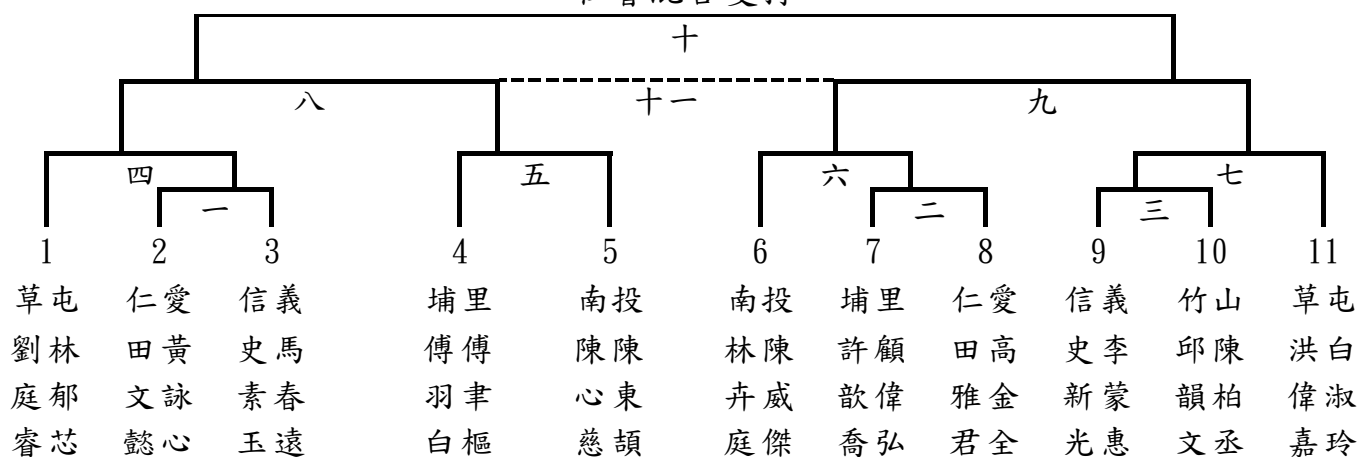 十
八 十一 九
四 五 六 七
一 二 三
1 2 3 4 5 6 7 8 9 10 11
草屯 仁愛 信義 埔里 南投 南投 埔里 仁愛 信義 竹山 草屯
劉林 田黃 史馬 傅傅 陳陳 林陳 許顧 田高 史李 邱陳 洪白
庭郁 文詠 素春 羽聿 心東 卉威 歆偉 雅金 新蒙 韻柏 偉淑
睿芯 懿心 玉遠 白樞 慈頡 庭傑 喬弘 君全 光惠 文丞 嘉玲